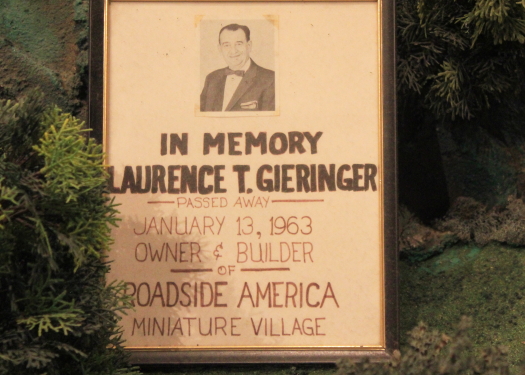 IN MEMORY
LAURENCE T. GIERINGER
PASSED AWAY
JANUARY 13, 1963
OWNER & BUILDER
OF
ROADSIDE AMERICA
MINIATURE VILLAGE